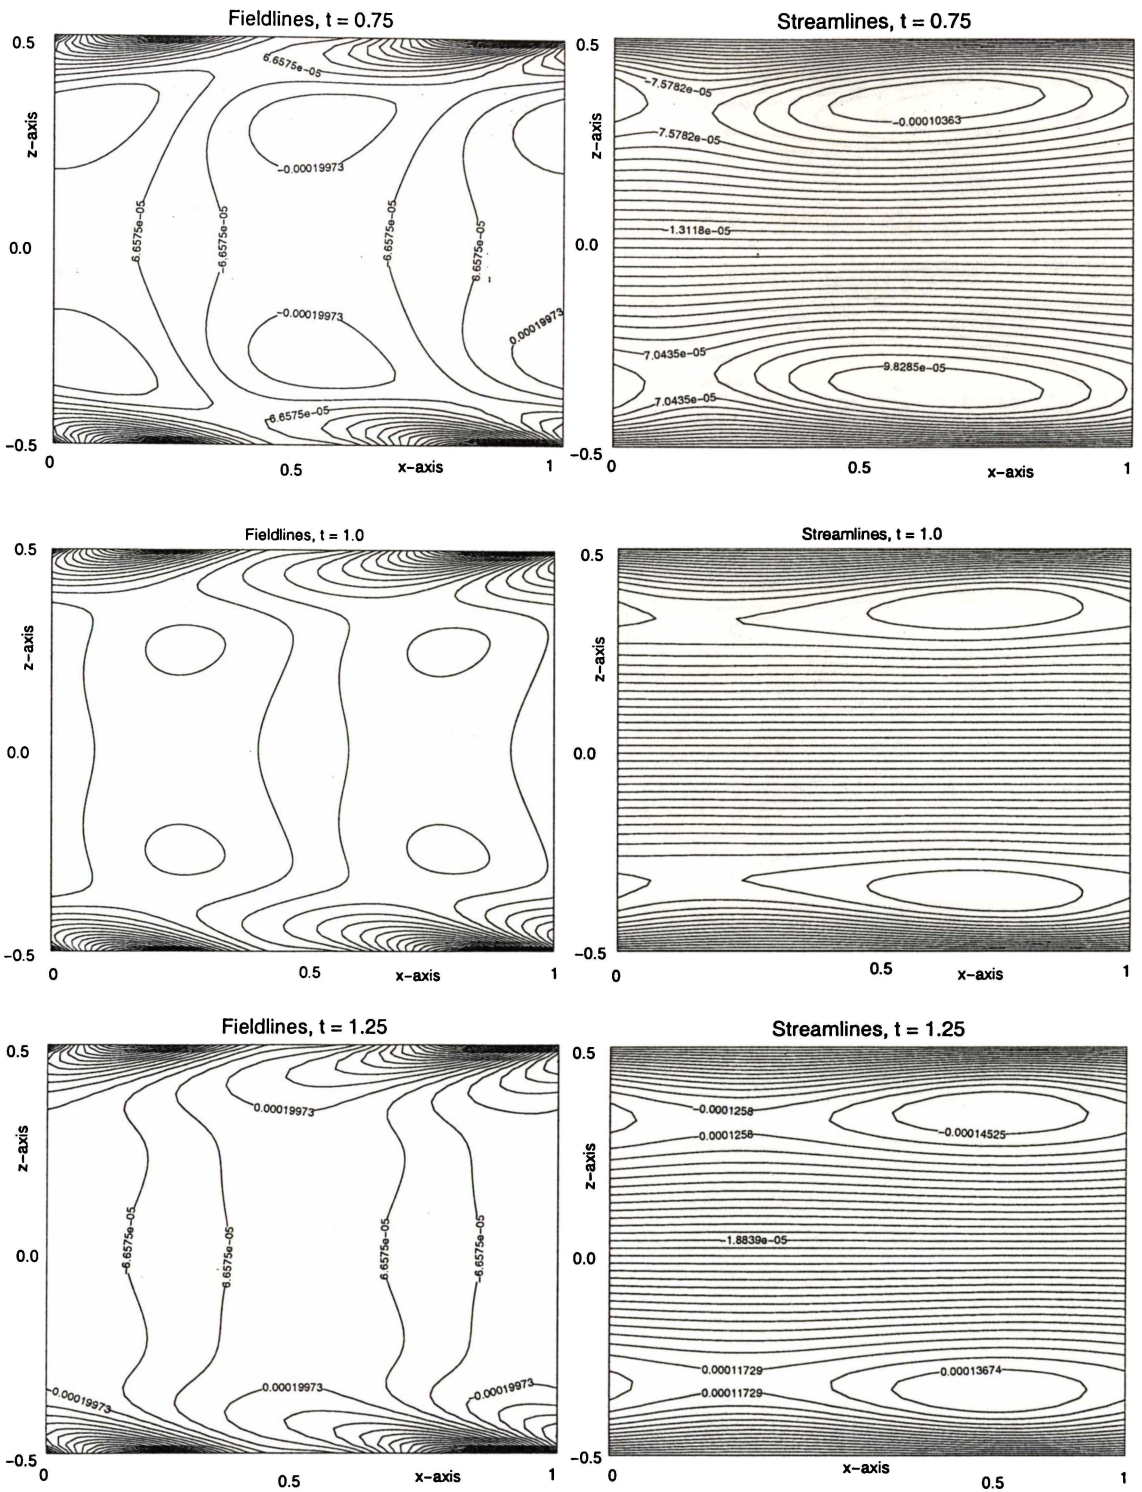 Fieldlines, t = 0.75
0.5
z-axis
0.0
-0.5
0
0.5
x-axis
1
6.6575e-05
-0.00019973
6.6575e-05
-6.6575e-05
6.6575e-05
6.6575e-05
-0.00019973
0.00019973
6.6575e-05
Streamlines, t = 0.75
0.5
z-axis
0.0
-0.5
0
0.5
x-axis
1
-7.5782e-05
-0.00010363
-7.5782e-05
-1.3118e-05
7.0435e-05
9.8285e-05
7.0435e-05
Fieldlines, t = 1.0
0.5
z-axis
0.0
-0.5
0
0.5
x-axis
1
Streamlines, t = 1.0
0.5
z-axis
0.0
-0.5
0
0.5
x-axis
1
Fieldlines, t = 1.25
0.5
z-axis
0.0
-0.5
0
0.5
x-axis
1
0.00019973
-6.6575e-05
6.6575e-05
6.6575e-05
-6.6575e-05
-0.00019973
0.00019973
-0.00019973
Streamlines, t = 1.25
0.5
z-axis
0.0
-0.5
0
x-axis
0.5
1
-0.0001258
-0.00014525
-0.0001258
-1.8839e-05
0.00011729
0.00013674
0.00011729